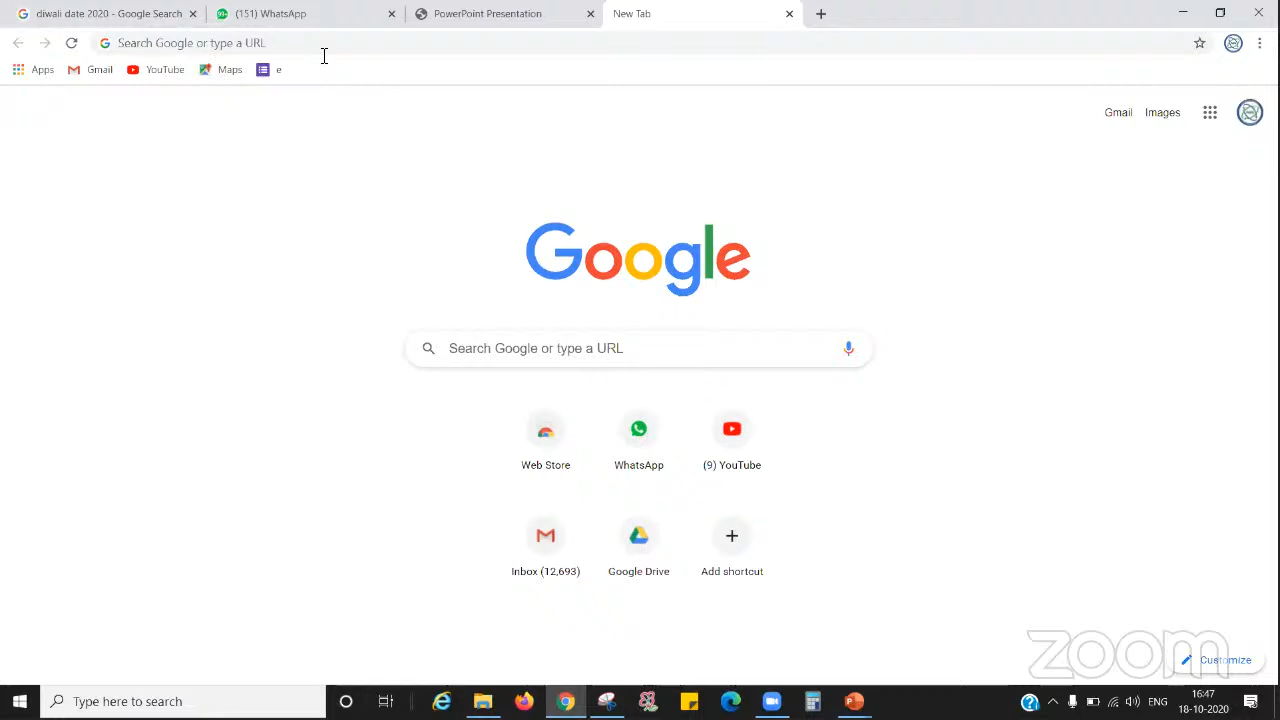 diwali date 2020 - Google Search
(151) WhatsApp
PowerPoint Presentation
New Tab
Search Google or type a URL
Apps
Gmail
YouTube
Maps
e
Gmail
Images
Google
Search Google or type a URL
Web Store
WhatsApp
(9) YouTube
Inbox (12,693)
Google Drive
Add shortcut
zoom
Customize
Type here to search
ENG
16:47
18-10-2020